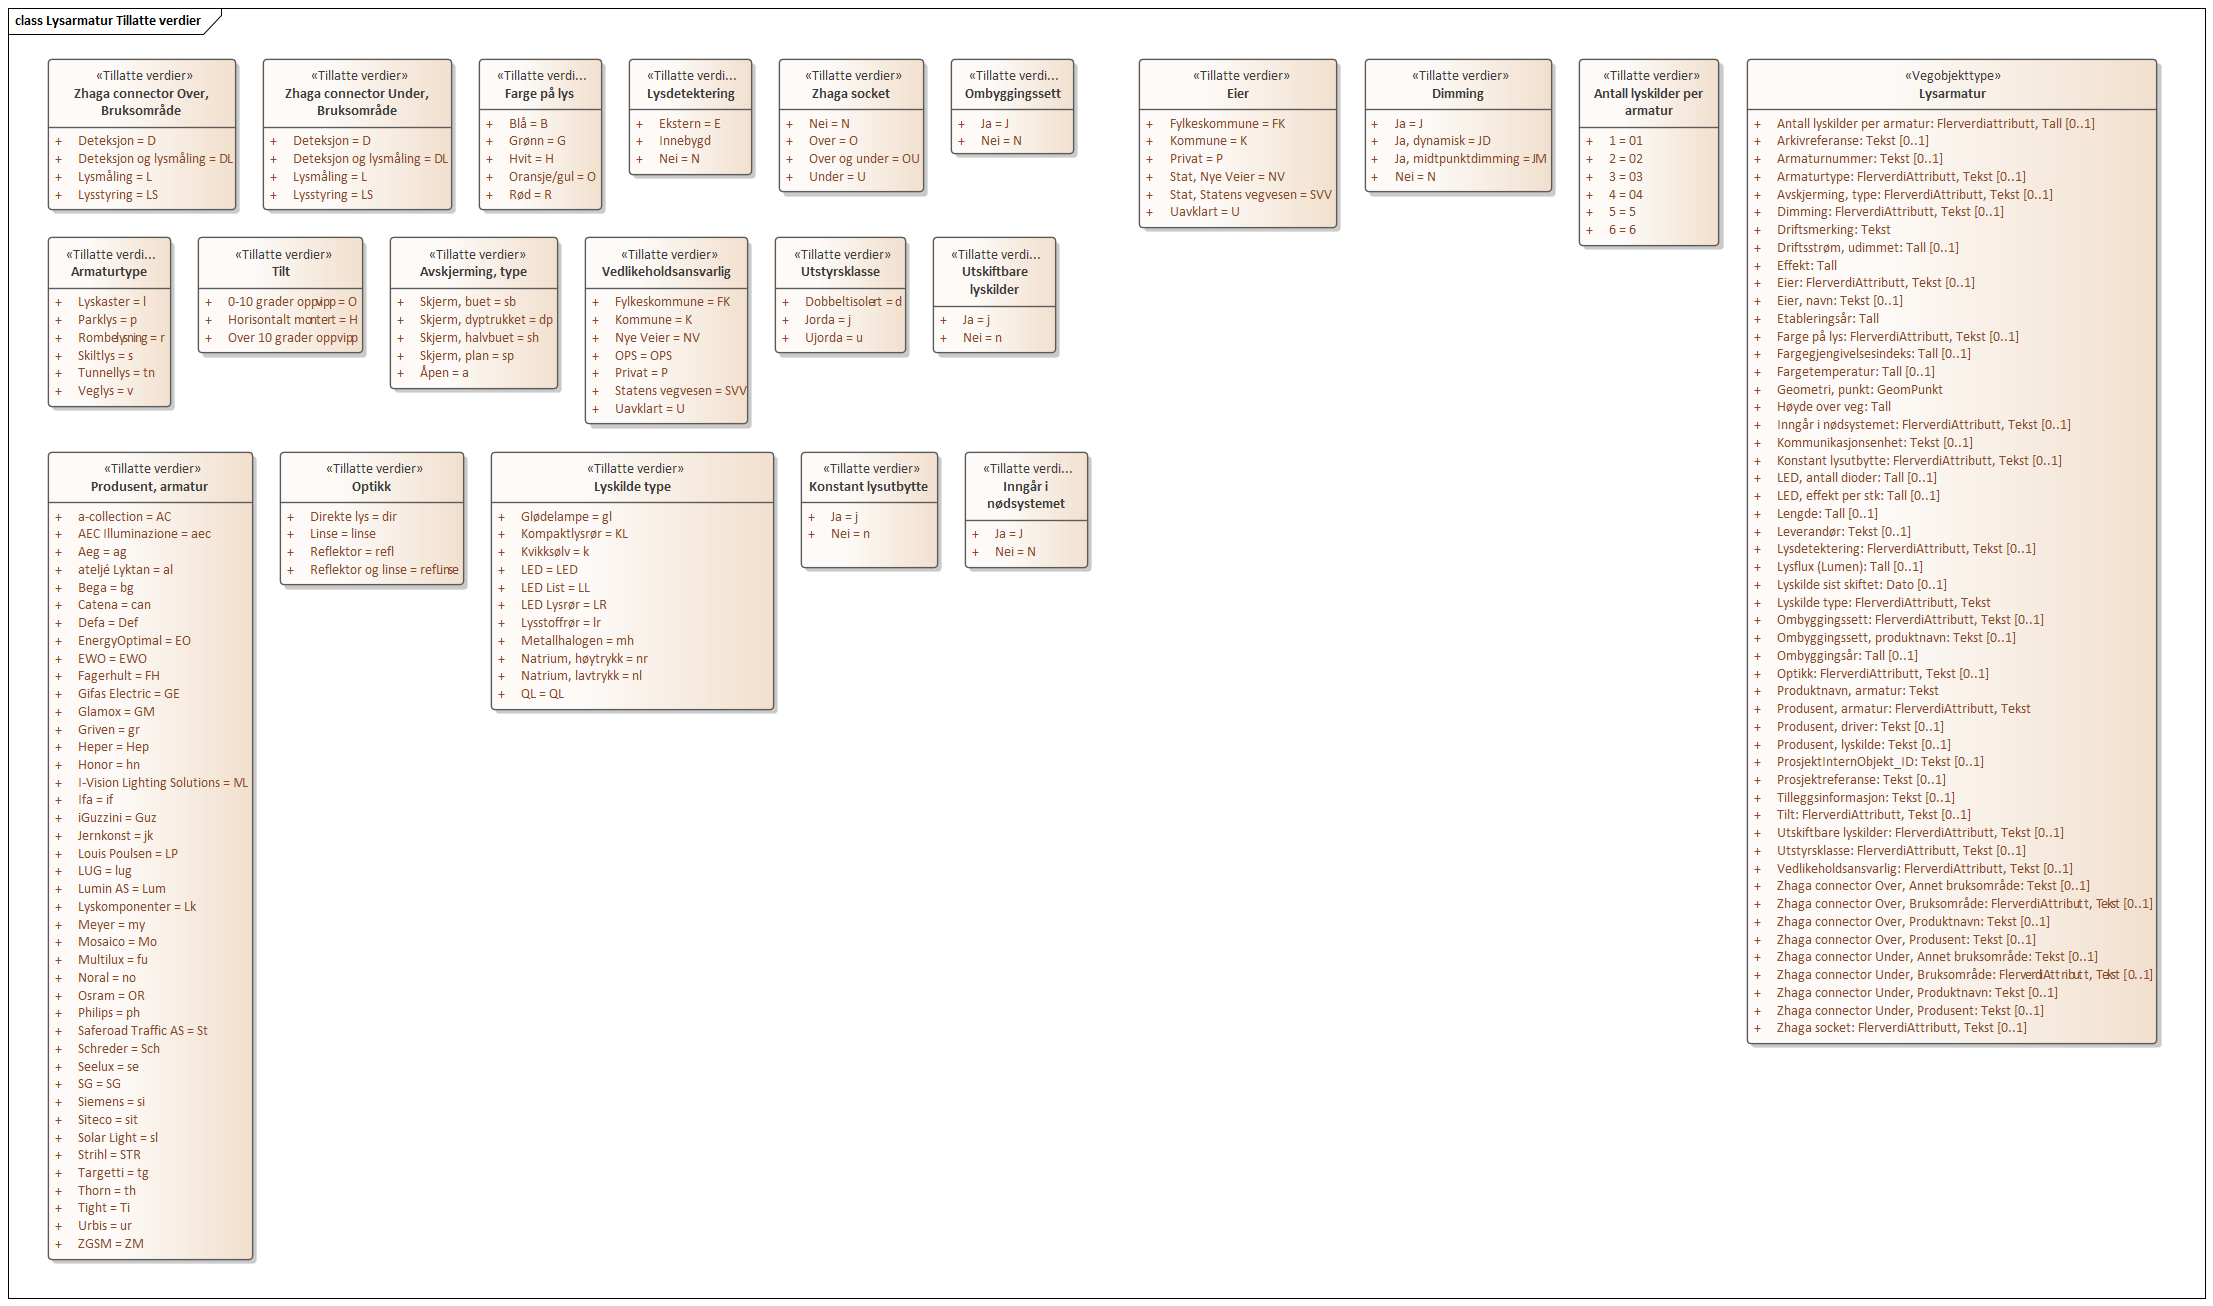 class Lysarmatur Tillatte verdier
«Tillatte verdier»
Zhaga connector Over,
Bruksområde
+ Deteksjon = D
+ Deteksjon og lysmåling = DL
+ Lysmåling = L
+ Lysstyring = LS
«Tillatte verdier»
Zhaga connector Under,
Bruksområde
+ Deteksjon = D
+ Deteksjon og lysmåling = DL
+ Lysmåling = L
+ Lysstyring = LS
«Tillatte verdi...
Farge på lys
+ Blå = B
+ Grønn = G
+ Hvit = H
+ Oransje/gul = O
+ Rød = R
«Tillatte verdi...
Lysdetektering
+ Ekstern = E
+ Innebygd
+ Nei = N
«Tillatte verdier»
Zhaga socket
+ Nei = N
+ Over = O
+ Over og under = OU
+ Under = U
«Tillatte verdi...
Ombyggingssett
+ Ja = J
+ Nei = N
«Tillatte verdier»
Eier
+ Fylkeskommune = FK
+ Kommune = K
+ Privat = P
+ Stat, Nye Veier = NV
+ Stat, Statens vegvesen = SVV
+ Uavklart = U
«Tillatte verdier»
Dimming
+ Ja = J
+ Ja, dynamisk = JD
+ Ja, midtpunktdimming = JM
+ Nei = N
«Tillatte verdier»
Antall lyskilder per
armatur
+ 1 = 01
+ 2 = 02
+ 3 = 03
+ 4 = 04
+ 5 = 5
+ 6 = 6
«Vegobjekttype»
Lysarmatur
+ Antall lyskilder per armatur: Flerverdiattributt, Tall [0..1]
+ Arkivreferanse: Tekst [0..1]
+ Armaturnummer: Tekst [0..1]
+ Armaturtype: FlerverdiAttributt, Tekst [0..1]
+ Avskjerming, type: FlerverdiAttributt, Tekst [0..1]
+ Dimming: FlerverdiAttributt, Tekst [0..1]
+ Driftsmerking: Tekst
+ Driftsstrøm, udimmet: Tall [0..1]
+ Effekt: Tall
+ Eier: FlerverdiAttributt, Tekst [0..1]
+ Eier, navn: Tekst [0..1]
+ Etableringsår: Tall
+ Farge på lys: FlerverdiAttributt, Tekst [0..1]
+ Fargegjengivelsesindeks: Tall [0..1]
+ Fargetemperatur: Tall [0..1]
+ Geometri, punkt: GeomPunkt
+ Høyde over veg: Tall
+ Inngår i nødsystemet: FlerverdiAttributt, Tekst [0..1]
+ Kommunikasjonsenhet: Tekst [0..1]
+ Konstant lysutbytte: FlerverdiAttributt, Tekst [0..1]
+ LED, antall dioder: Tall [0..1]
+ LED, effekt per stk: Tall [0..1]
+ Lengde: Tall [0..1]
+ Leverandør: Tekst [0..1]
+ Lysdetektering: FlerverdiAttributt, Tekst [0..1]
+ Lysflux (Lumen): Tall [0..1]
+ Lyskilde sist skiftet: Dato [0..1]
+ Lyskilde type: FlerverdiAttributt, Tekst
+ Ombyggingssett: FlerverdiAttributt, Tekst [0..1]
+ Ombyggingssett, produktnavn: Tekst [0..1]
+ Ombyggingsår: Tall [0..1]
+ Optikk: FlerverdiAttributt, Tekst [0..1]
+ Produktnavn, armatur: Tekst
+ Produsent, armatur: FlerverdiAttributt, Tekst
+ Produsent, driver: Tekst [0..1]
+ Produsent, lyskilde: Tekst [0..1]
+ ProsjektInternObjekt_ID: Tekst [0..1]
+ Prosjektreferanse: Tekst [0..1]
+ Tilleggsinformasjon: Tekst [0..1]
+ Tilt: FlerverdiAttributt, Tekst [0..1]
+ Utskiftbare lyskilder: FlerverdiAttributt, Tekst [0..1]
+ Utstyrsklasse: FlerverdiAttributt, Tekst [0..1]
+ Vedlikeholdsansvarlig: FlerverdiAttributt, Tekst [0..1]
+ Zhaga connector Over, Annet bruksområde: Tekst [0..1]
+ Zhaga connector Over, Bruksområde: FlerverdiAttributt, Tekst [0..1]
+ Zhaga connector Over, Produktnavn: Tekst [0..1]
+ Zhaga connector Over, Produsent: Tekst [0..1]
+ Zhaga connector Under, Annet bruksområde: Tekst [0..1]
+ Zhaga connector Under, Bruksområde: FlerverdiAttributt, Tekst [0..1]
+ Zhaga connector Under, Produktnavn: Tekst [0..1]
+ Zhaga connector Under, Produsent: Tekst [0..1]
+ Zhaga socket: FlerverdiAttributt, Tekst [0..1]
«Tillatte verdi...
Armaturtype
+ Lyskaster = l
+ Parklys = p
+ Rombelysning = r
+ Skiltlys = s
+ Tunnellys = tn
+ Veglys = v
«Tillatte verdier»
Tilt
+ 0-10 grader oppvipp = O
+ Horisontalt montert = H
+ Over 10 grader oppvipp
«Tillatte verdier»
Avskjerming, type
+ Skjerm, buet = sb
+ Skjerm, dyptrukket = dp
+ Skjerm, halvbuet = sh
+ Skjerm, plan = sp
+ Åpen = a
«Tillatte verdier»
Vedlikeholdsansvarlig
+ Fylkeskommune = FK
+ Kommune = K
+ Nye Veier = NV
+ OPS = OPS
+ Privat = P
+ Statens vegvesen = SVV
+ Uavklart = U
«Tillatte verdier»
Utstyrsklasse
+ Dobbeltisolert = d
+ Jorda = j
+ Ujorda = u
«Tillatte verdi...
Utskiftbare
lyskilder
+ Ja = j
+ Nei = n
«Tillatte verdier»
Produsent, armatur
+ a-collection = AC
+ AEC Illuminazione = aec
+ Aeg = ag
+ ateljé Lyktan = al
+ Bega = bg
+ Catena = can
+ Defa = Def
+ EnergyOptimal = EO
+ EWO = EWO
+ Fagerhult = FH
+ Gifas Electric = GE
+ Glamox = GM
+ Griven = gr
+ Heper = Hep
+ Honor = hn
+ I-Vision Lighting Solutions = IVL
+ Ifa = if
+ iGuzzini = Guz
+ Jernkonst = jk
+ Louis Poulsen = LP
+ LUG = lug
+ Lumin AS = Lum
+ Lyskomponenter = Lk
+ Meyer = my
+ Mosaico = Mo
+ Multilux = fu
+ Noral = no
+ Osram = OR
+ Philips = ph
+ Saferoad Traffic AS = St
+ Schreder = Sch
+ Seelux = se
+ SG = SG
+ Siemens = si
+ Siteco = sit
+ Solar Light = sl
+ Strihl = STR
+ Targetti = tg
+ Thorn = th
+ Tight = Ti
+ Urbis = ur
+ ZGSM = ZM
«Tillatte verdier»
Optikk
+ Direkte lys = dir
+ Linse = linse
+ Reflektor = refl
+ Reflektor og linse = reflinse
«Tillatte verdier»
Lyskilde type
+ Glødelampe = gl
+ Kompaktlysrør = KL
+ Kvikksølv = k
+ LED = LED
+ LED List = LL
+ LED Lysrør = LR
+ Lysstoffrør = lr
+ Metallhalogen = mh
+ Natrium, høytrykk = nr
+ Natrium, lavtrykk = nl
+ QL = QL
«Tillatte verdier»
Konstant lysutbytte
+ Ja = j
+ Nei = n
«Tillatte verdi...
Inngår i
nødsystemet
+ Ja = J
+ Nei = N